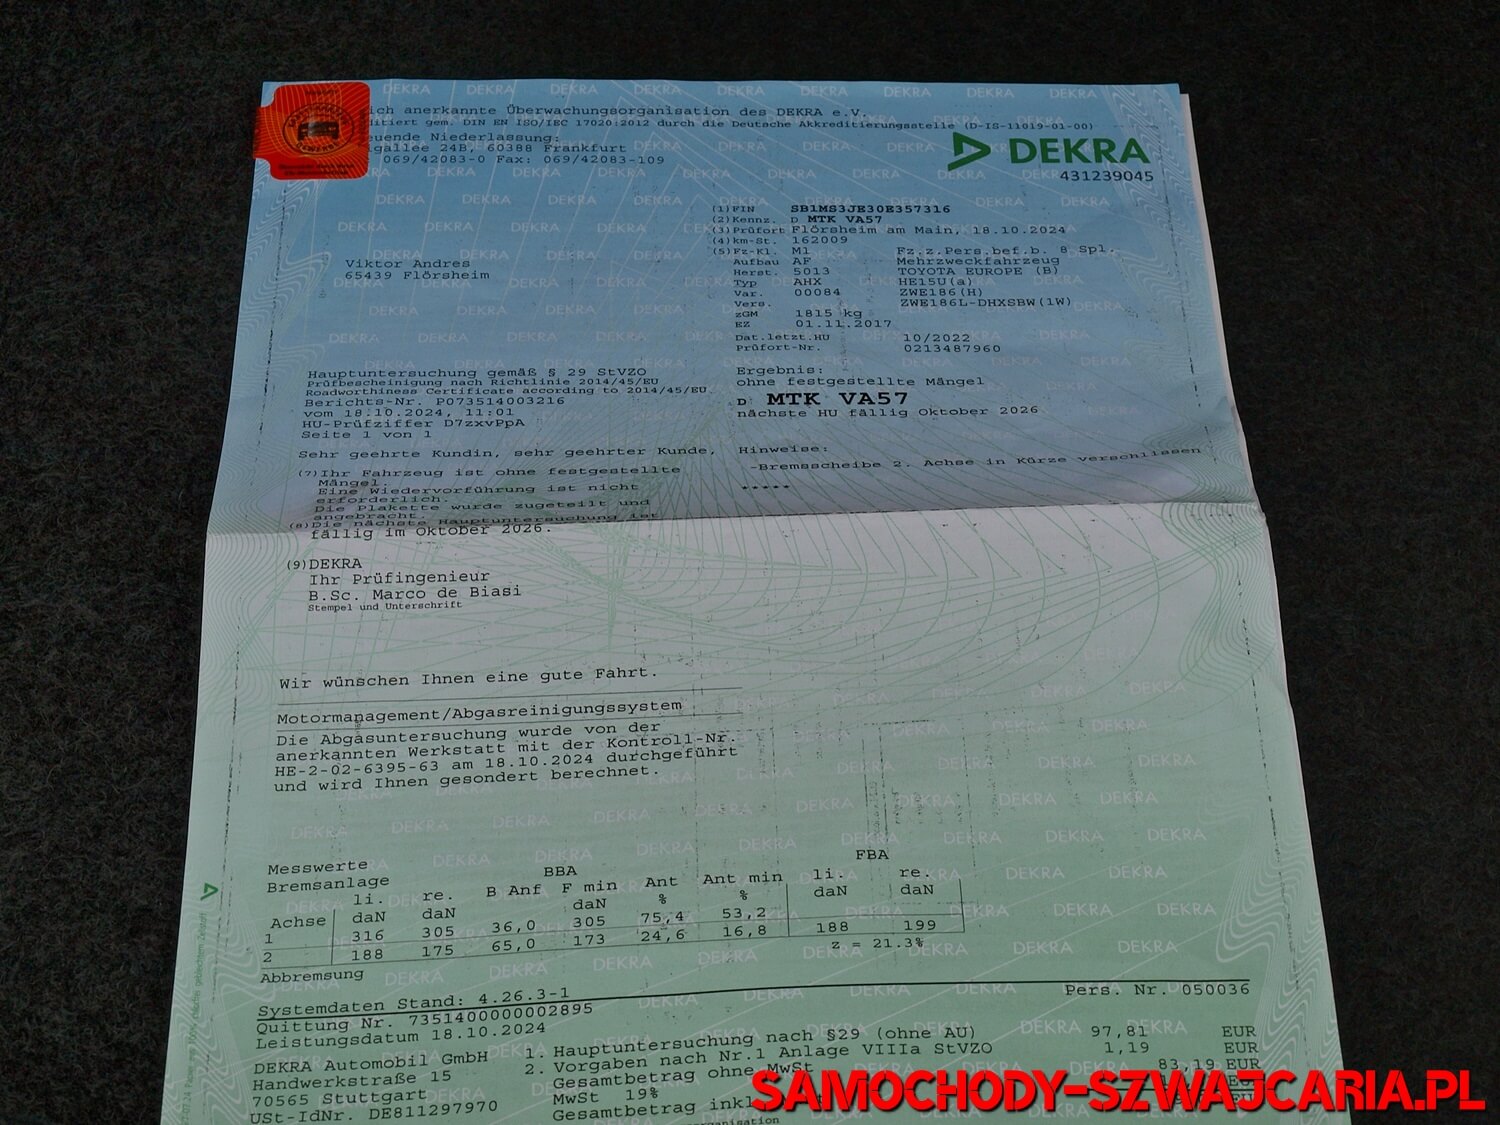 DEKRA
431239045
ich anerkannte Überwachungsorganisation des DEKRA e.V.
ditiert gem. DIN EN ISO/IEC 17020:2012 durch die Deutsche Akkreditierungsstelle (D-IS-11019-01-00)
euende Niederlassung:
gallee 24B, 60388 Frankfurt
069/42083-0 Fax: 069/42083-109
Viktor Andres
65439 Flörsheim
(1) FIN SB1MS3JE30E357316
(2) Kennz. D MTK VA57
(3) Prüfort Flörsheim am Main, 18.10.2024
(4) km-St. 162009
(5) Fz-Kl. M1 Fz.z.Pers.bef.b. 8 Spl.
Aufbau AF Mehrzweckfahrzeug
Herst. 5013 TOYOTA EUROPE (B)
Typ AHX HE15U(a)
Var. 00084 ZWE186(H)
Vers. ZWE186L-DHXSBW(1W)
zGM 1815 kg
EZ 01.11.2017
Dat.letzt.HU 10/2022
Prüfort-Nr. 0213487960
Hauptuntersuchung gemäß § 29 StVZO
Prüfbescheinigung nach Richtlinie 2014/45/EU
Roadworthiness Certificate according to 2014/45/EU
Berichts-Nr. P073514003216
vom 18.10.2024, 11:01
HU-Prüfziffer D7zxvPpA
Seite 1 von 1
Ergebnis:
ohne festgestellte Mängel
D MTK VA57
nächste HU fällig Oktober 2026
Sehr geehrte Kundin, sehr geehrter Kunde,
(7) Ihr Fahrzeug ist ohne festgestellte
Mängel.
Eine Wiedervorführung ist nicht
erforderlich.
Die Plakette wurde zugeteilt und
angebracht.
(8) Die nächste Hauptuntersuchung ist
fällig im Oktober 2026.
Hinweise:
-Bremsscheibe 2. Achse in Kürze verschlissen
*****
(9) DEKRA
Ihr Prüfingenieur
B.Sc. Marco de Biasi
Stempel und Unterschrift
Wir wünschen Ihnen eine gute Fahrt.
Motormanagement/Abgasreinigungssystem
Die Abgasuntersuchung wurde von der
anerkannten Werkstatt mit der Kontroll-Nr.
HE-2-02-6395-63 am 18.10.2024 durchgeführt
und wird Ihnen gesondert berechnet.
Messwerte
Bremsanlage BBA FBA
li. re. B Anf F min Ant Ant min li. re.
Achse daN daN daN % % daN daN
1 316 305 36,0 305 75,4 53,2
2 188 175 65,0 173 24,6 16,8 188 199
Abbremsung z = 21.3%
Systemdaten Stand: 4.26.3-1 Pers. Nr. 050036
Quittung Nr. 7351400000002895
Leistungsdatum 18.10.2024
DEKRA Automobil GmbH
Handwerkstraße 15
70565 Stuttgart
USt-IdNr. DE811297970
1. Hauptuntersuchung nach §29 (ohne AU) 97,81 EUR
2. Vorgaben nach Nr.1 Anlage VIIIa StVZO 1,19 EUR
Gesamtbetrag ohne MwSt 83,19 EUR
MwSt 19%
Gesamtbetrag inkl
SAMOCHODY-SZWAJCARIA.PL